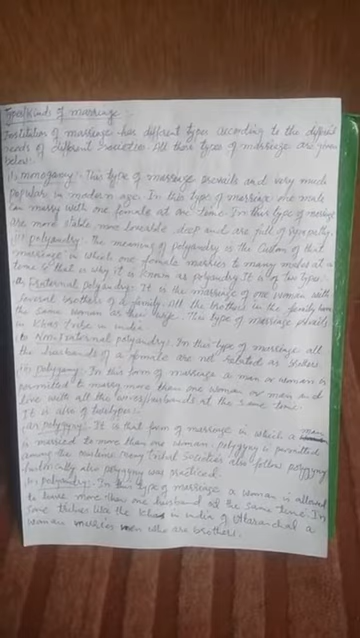 Types/kinds of marriage
Institution of marriage has different types according to the different
needs of different societies. All these types of marriage are given
below:
(i) monogamy: This type of marriage prevails and very much
popular in modern age. In this type of marriage one male
can marry with one female at one time. In this type of marriage
are more stable, more loveable, deep and are full of sympathy.
(ii) polyandry: the meaning of polyandry is the custom of that
marriage in which one female marries to many males at a
time & that is why it is known as polyandry. It is of two types:
(a) Fraternal polyandry: It is the marriage of one woman with
several brothers of a family. All the brothers in the family have
the same woman as their wife. This type of marriage prevails
in Khas tribe in india.
(b) Non-Fraternal polyandry: In this type of marriage all
the husbands of a female are not related as brothers
(iii) polygamy: In this form of marriage a man or woman is
permitted to marry more than one woman or man and
live with all the wives/husbands at the same time.
It is also of two types:
(a) polygyny: It is that form of marriage in which a man
is married to more than one woman. polygyny is permitted
among the muslims many tribal societies also follow polygyny
polygyny was practiced.
(b) polyandry: In this type of marriage a woman is allowed
to have more than one husband at the same time. In
some tribes like the Khas in india of Uttaranchal a
woman marries men who are brothers.